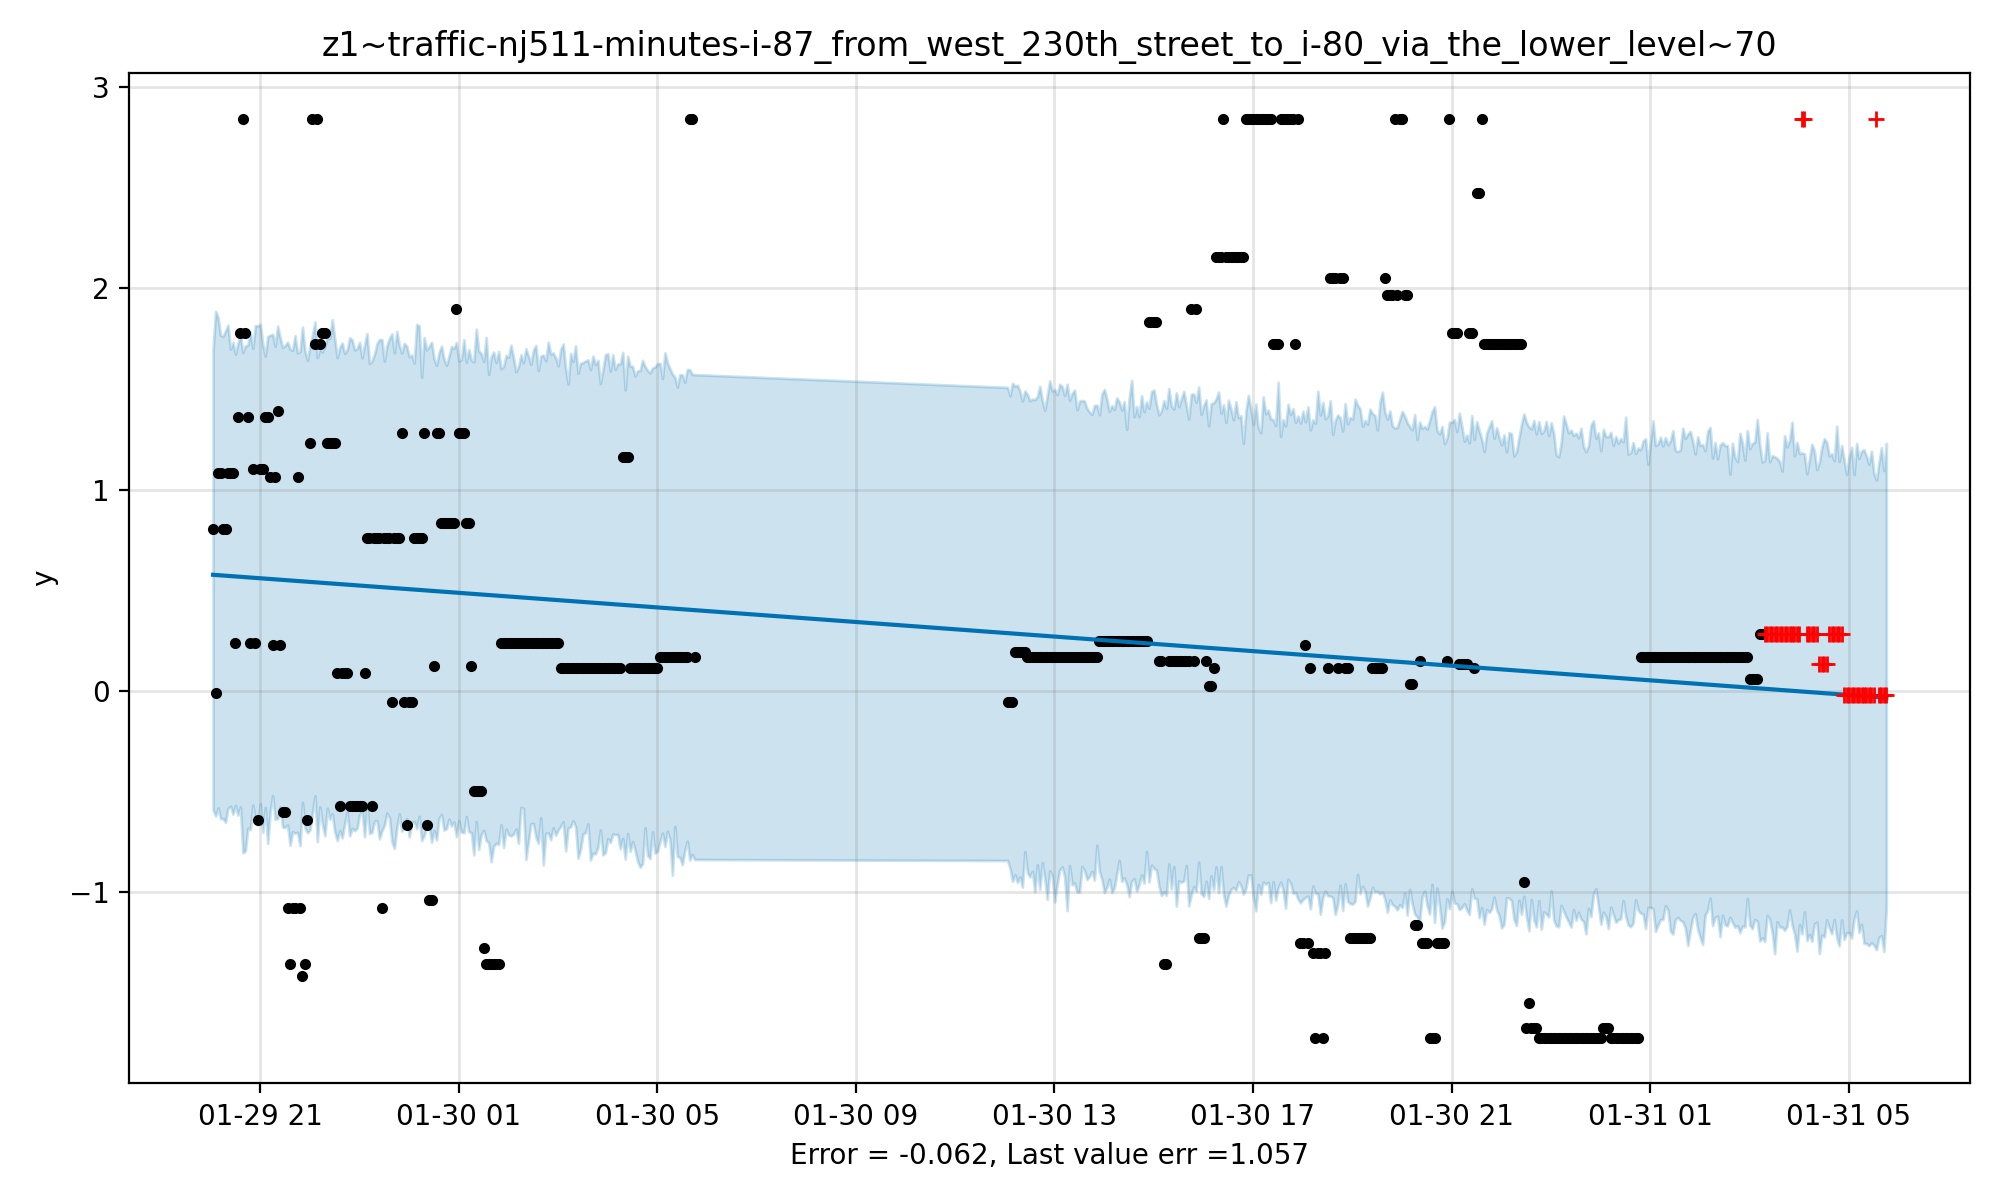 z1~traffic-nj511-minutes-i-87_from_west_230th_street_to_i-80_via_the_lower_level~70
3
2
1
0
−1
y
01-29 21 01-30 01 01-30 05 01-30 09 01-30 13 01-30 17 01-30 21 01-31 01 01-31 05
Error = -0.062, Last value err =1.057